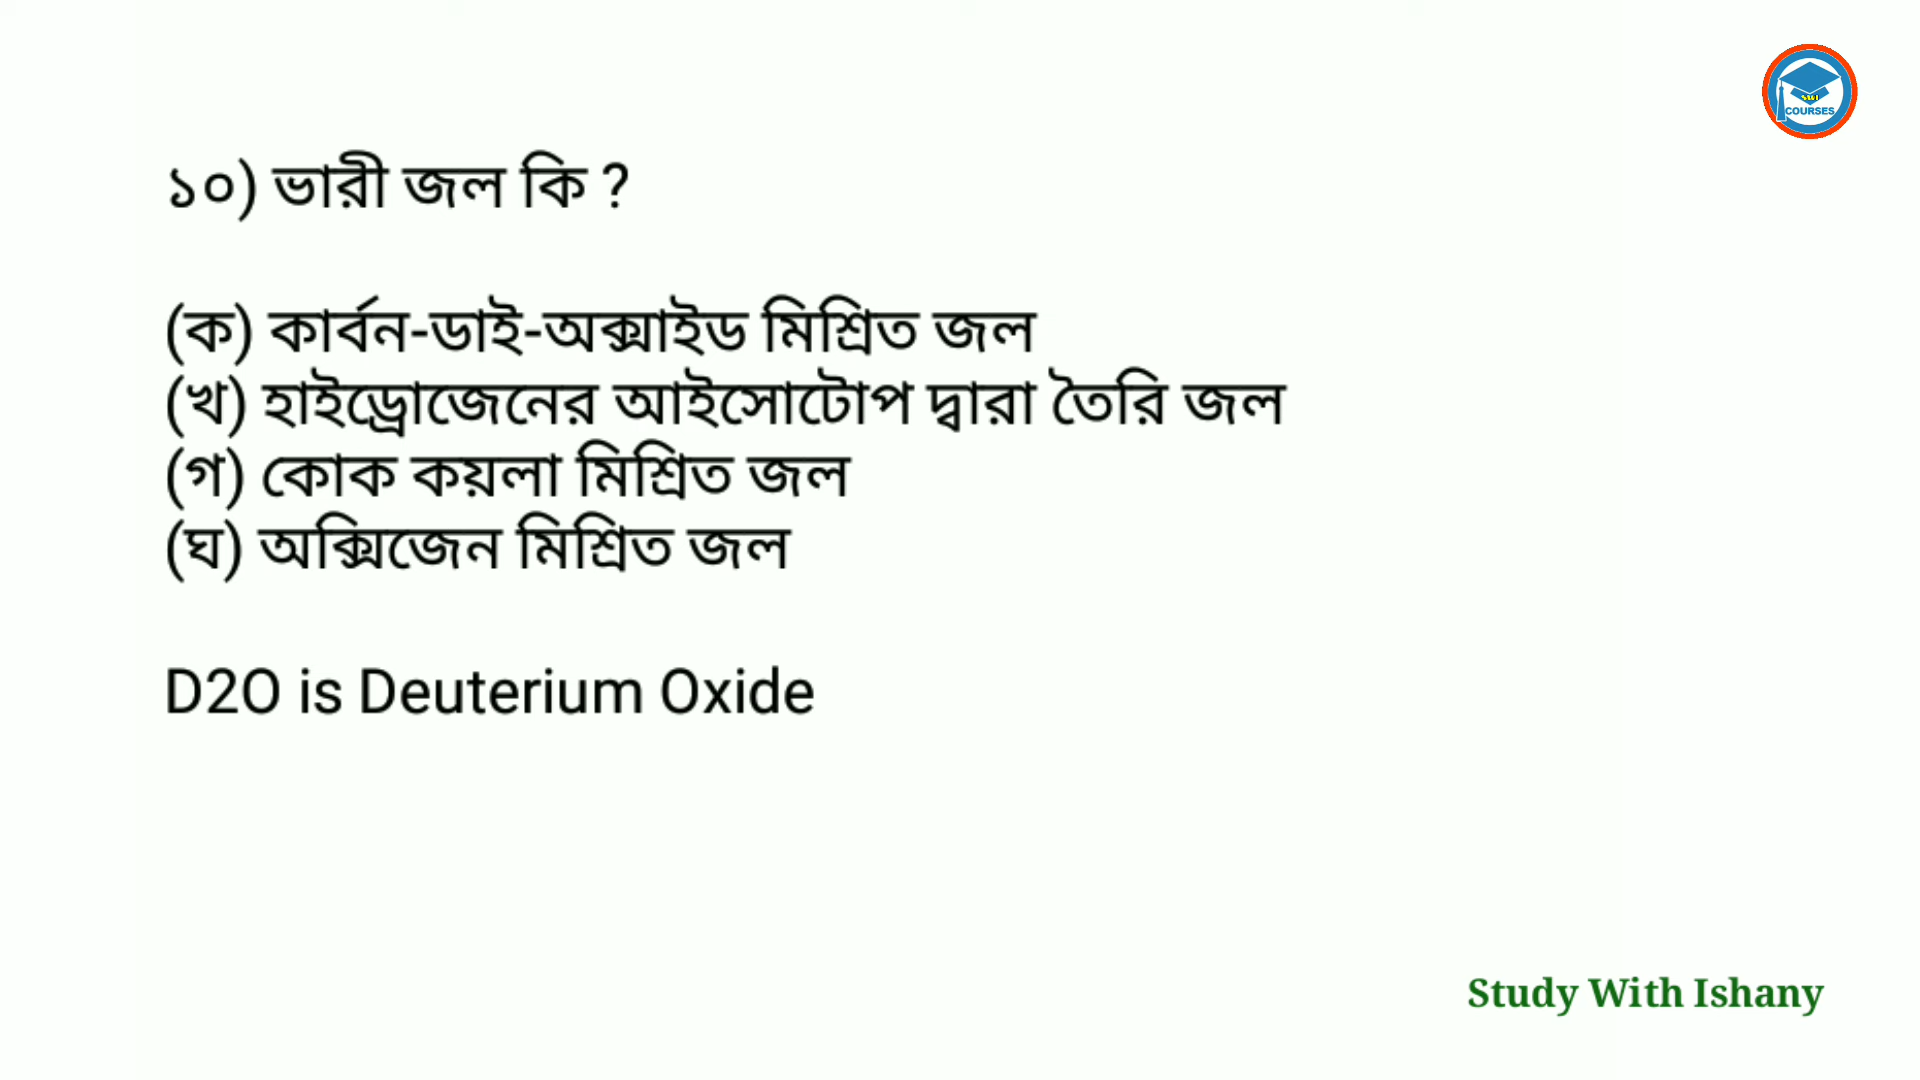 COURSES
১০) ভারী জল কি ?
(ক) কার্বন-ডাই-অক্সাইড মিশ্রিত জল
(খ) হাইড্রোজেনের আইসোটোপ দ্বারা তৈরি জল
(গ) কোক কয়লা মিশ্রিত জল
(ঘ) অক্সিজেন মিশ্রিত জল
D2O is Deuterium Oxide
Study With Ishany